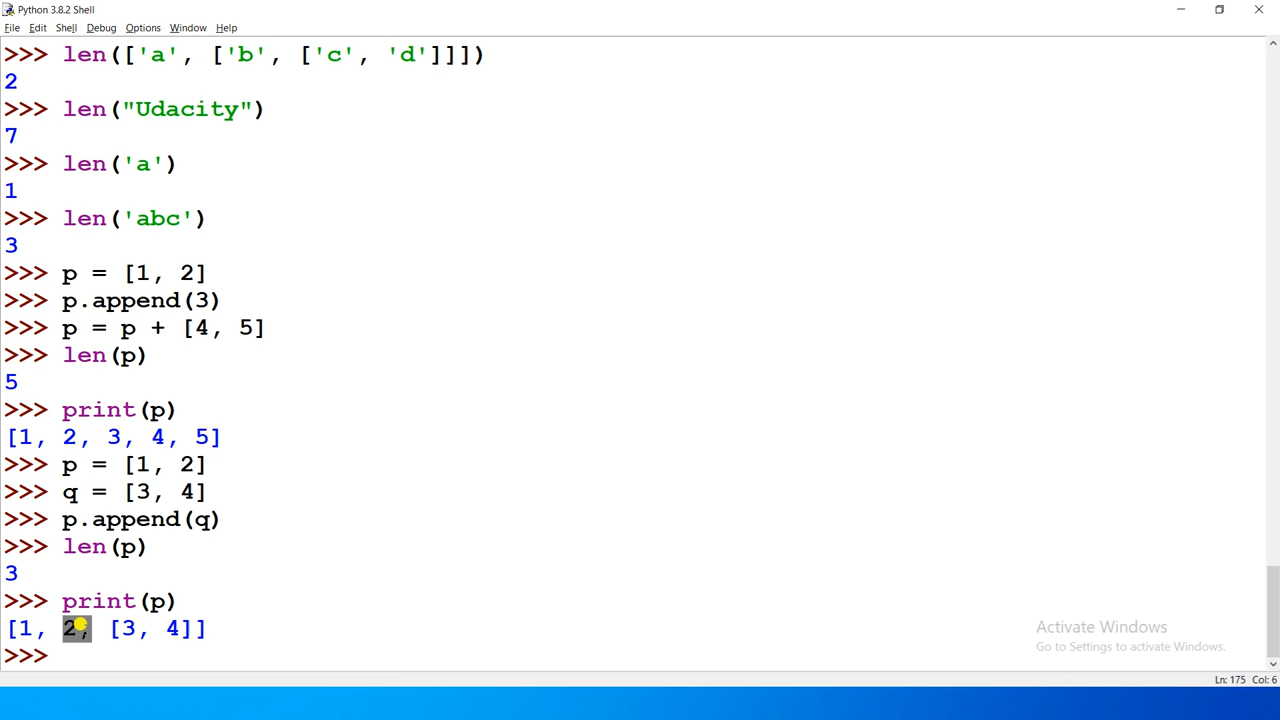 Python 3.8.2 Shell
File Edit Shell Debug Options Window Help
>>> len(['a', ['b', ['c', 'd']]])
2
>>> len("Udacity")
7
>>> len('a')
1
>>> len('abc')
3
>>> p = [1, 2]
>>> p.append(3)
>>> p = p + [4, 5]
>>> len(p)
5
>>> print(p)
[1, 2, 3, 4, 5]
>>> p = [1, 2]
>>> q = [3, 4]
>>> p.append(q)
>>> len(p)
3
>>> print(p)
[1, 2, [3, 4]]
>>>
Activate Windows
Go to Settings to activate Windows.
Ln: 175 Col: 6